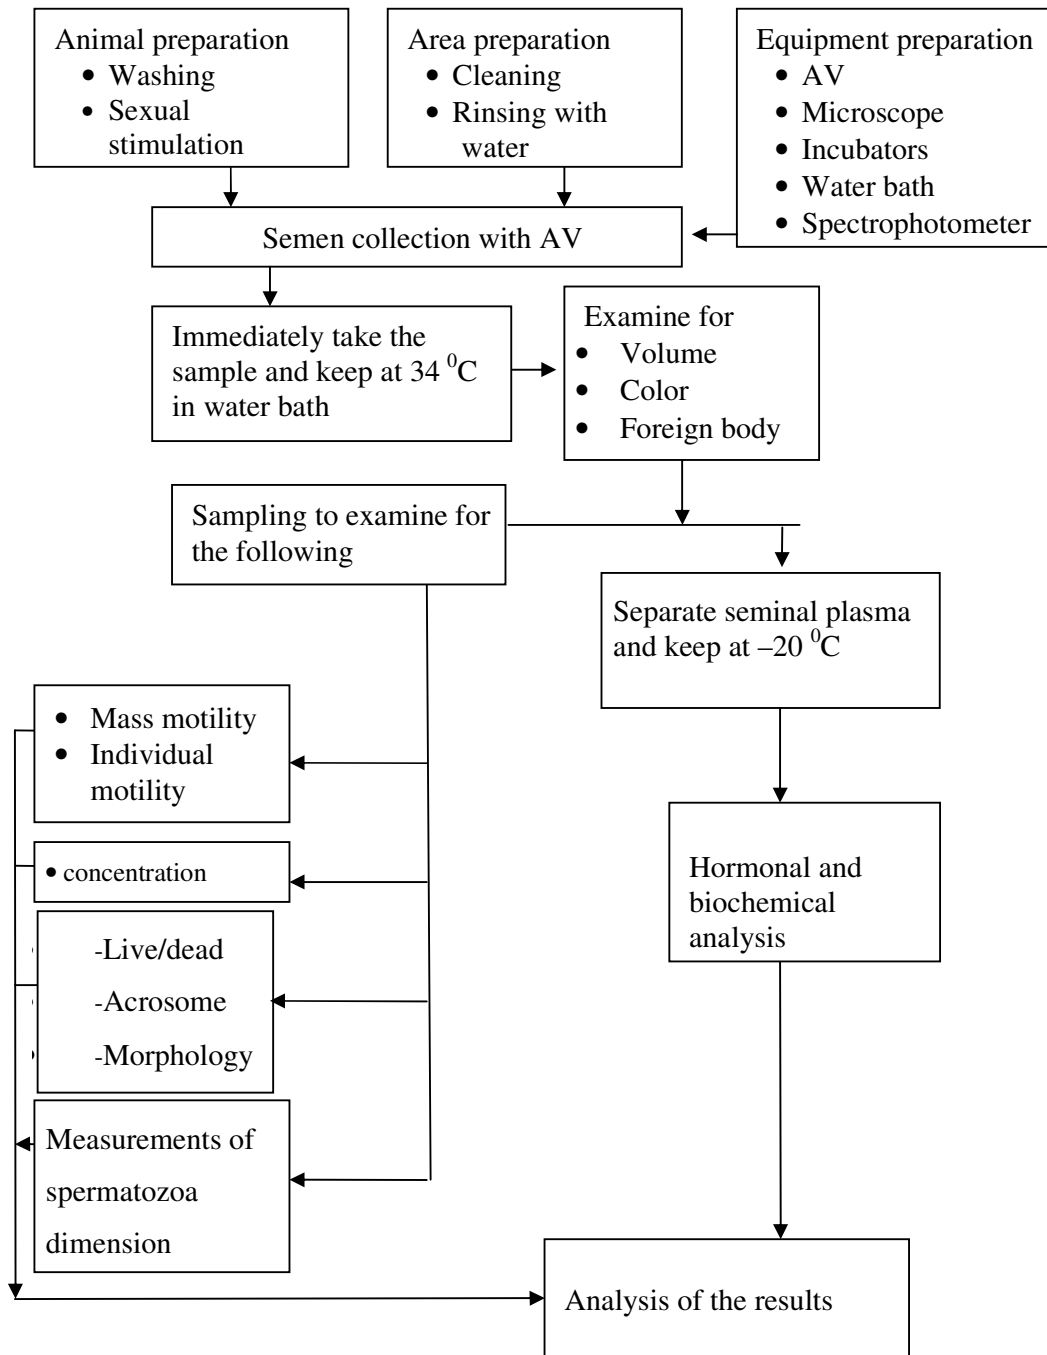 Animal preparation
• Washing
• Sexual
stimulation
Area preparation
• Cleaning
• Rinsing with
water
Equipment preparation
• AV
• Microscope
• Incubators
• Water bath
• Spectrophotometer
Semen collection with AV
Immediately take the
sample and keep at 34 ⁰C
in water bath
Examine for
• Volume
• Color
• Foreign body
Sampling to examine for
the following
Separate seminal plasma
and keep at –20 ⁰C
• Mass motility
• Individual
motility
• concentration
-Live/dead
-Acrosome
-Morphology
Measurements of
spermatozoa
dimension
Hormonal and
biochemical
analysis
Analysis of the results